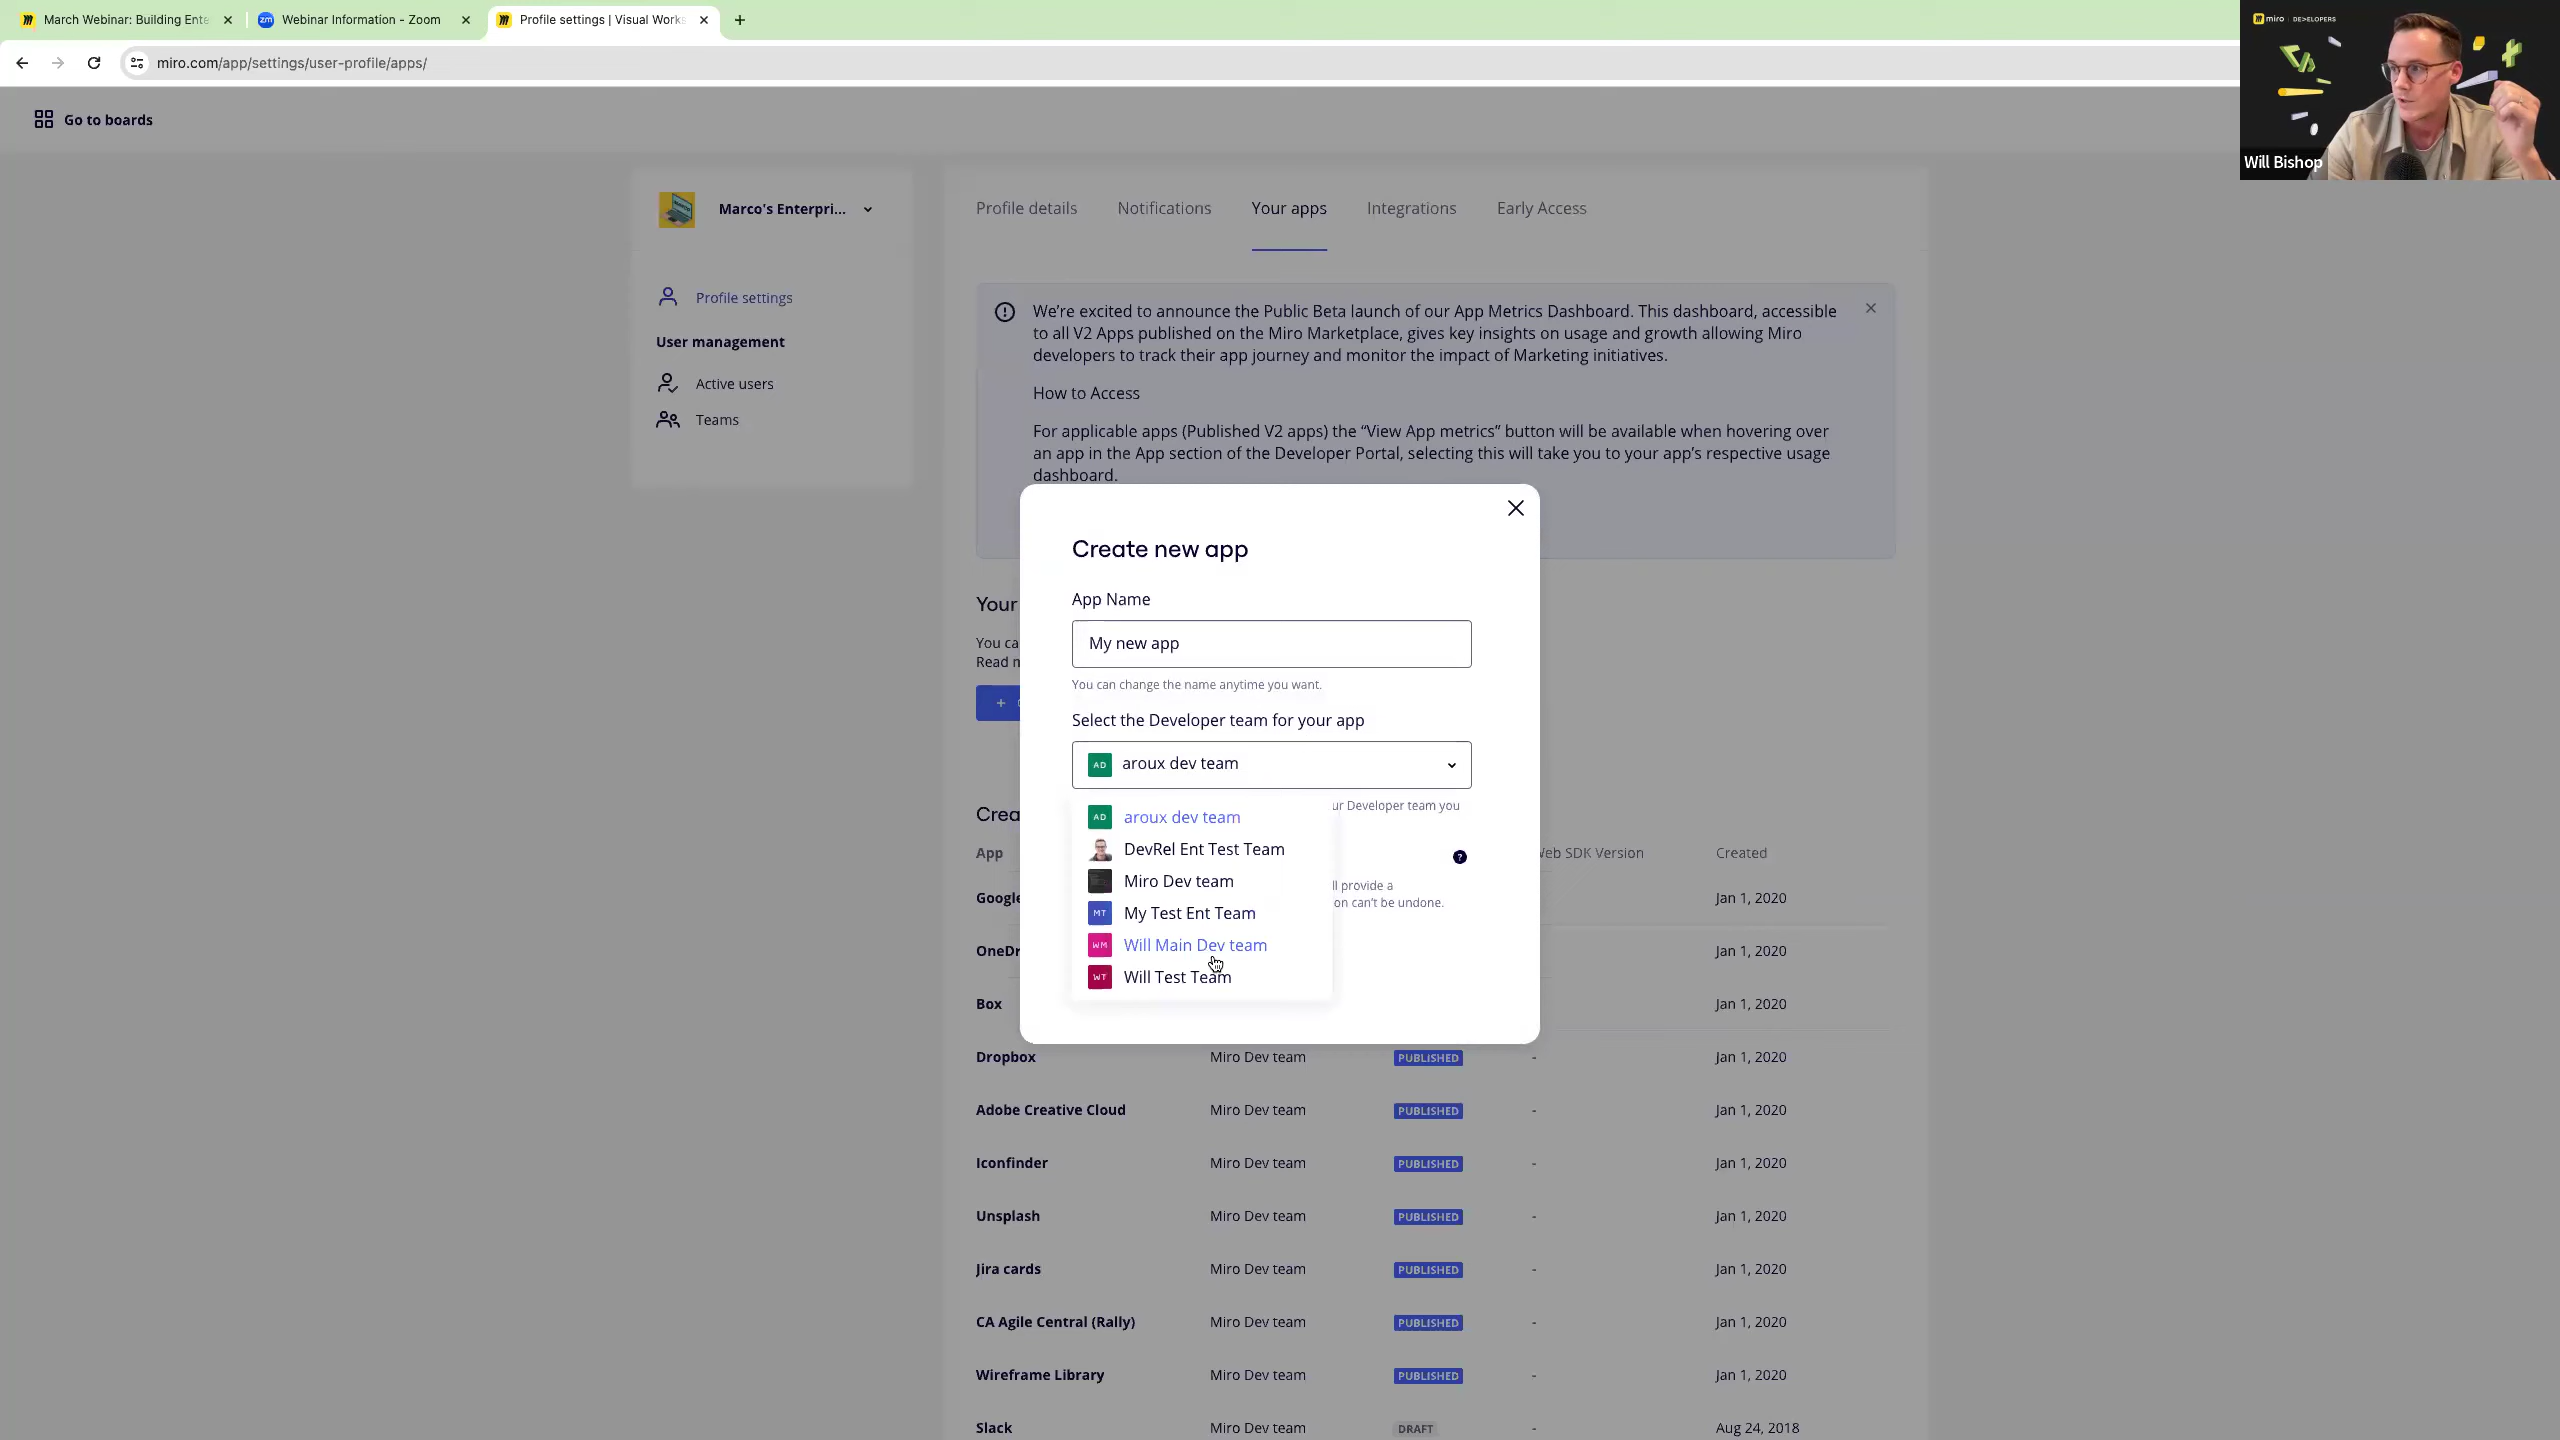 March Webinar: Building Ente
Webinar Information - Zoom
Profile settings | Visual Works
miro.com/app/settings/user-profile/apps/
miro | DEVELOPERS
Will Bishop
Go to boards
Marco's Enterpri...
Profile settings
User management
Active users
Teams
Profile details
Notifications
Your apps
Integrations
Early Access
We're excited to announce the Public Beta launch of our App Metrics Dashboard. This dashboard, accessible
to all V2 Apps published on the Miro Marketplace, gives key insights on usage and growth allowing Miro
developers to track their app journey and monitor the impact of Marketing initiatives.
How to Access
For applicable apps (Published V2 apps) the “View App metrics” button will be available when hovering over
an app in the App section of the Developer Portal, selecting this will take you to your app's respective usage
dashboard.
Your
You ca
Read m
+
Create new app
App Name
My new app
You can change the name anytime you want.
Select the Developer team for your app
AD aroux dev team
ur Developer team you
AD aroux dev team
DevRel Ent Test Team
Miro Dev team
MT My Test Ent Team
WM Will Main Dev team
WT Will Test Team
?
ll provide a
on can't be undone.
Crea
App Web SDK Version Created
Google Jan 1, 2020
OneDr Jan 1, 2020
Box Jan 1, 2020
Dropbox Miro Dev team PUBLISHED - Jan 1, 2020
Adobe Creative Cloud Miro Dev team PUBLISHED - Jan 1, 2020
Iconfinder Miro Dev team PUBLISHED - Jan 1, 2020
Unsplash Miro Dev team PUBLISHED - Jan 1, 2020
Jira cards Miro Dev team PUBLISHED - Jan 1, 2020
CA Agile Central (Rally) Miro Dev team PUBLISHED - Jan 1, 2020
Wireframe Library Miro Dev team PUBLISHED - Jan 1, 2020
Slack Miro Dev team DRAFT - Aug 24, 2018